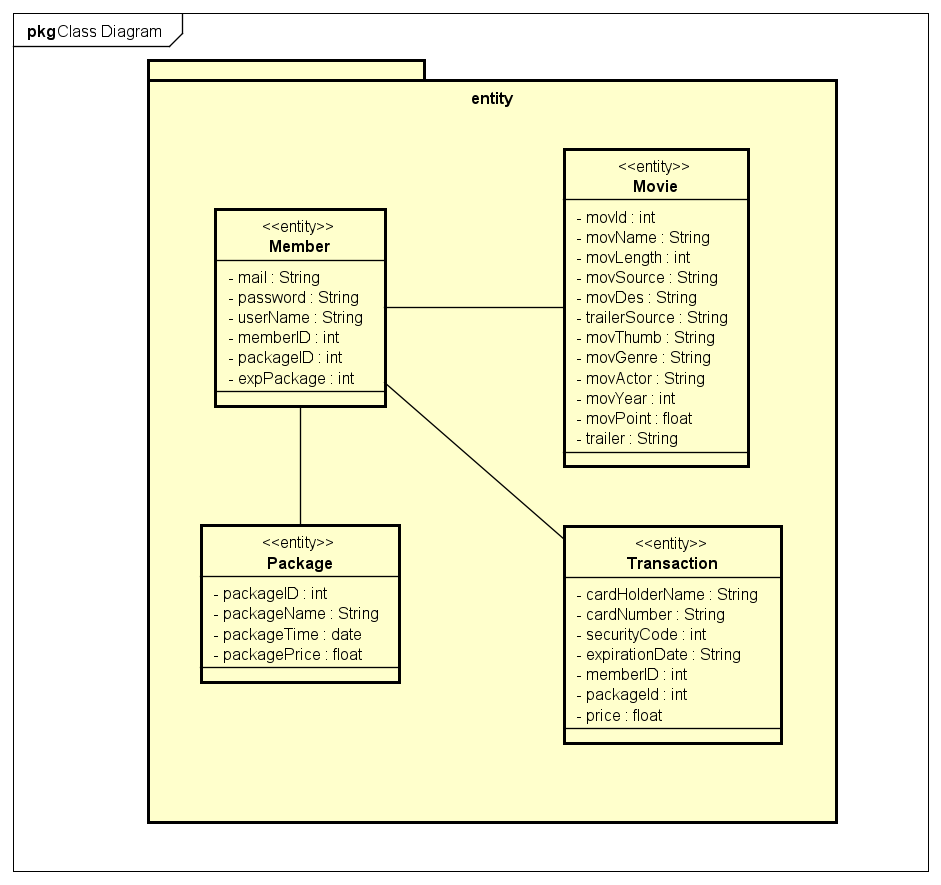 pkg Class Diagram
entity
<<entity>>
Member
- mail : String
- password : String
- userName : String
- memberID : int
- packageID : int
- expPackage : int
<<entity>>
Movie
- movId : int
- movName : String
- movLength : int
- movSource : String
- movDes : String
- trailerSource : String
- movThumb : String
- movGenre : String
- movActor : String
- movYear : int
- movPoint : float
- trailer : String
<<entity>>
Package
- packageID : int
- packageName : String
- packageTime : date
- packagePrice : float
<<entity>>
Transaction
- cardHolderName : String
- cardNumber : String
- securityCode : int
- expirationDate : String
- memberID : int
- packageId : int
- price : float